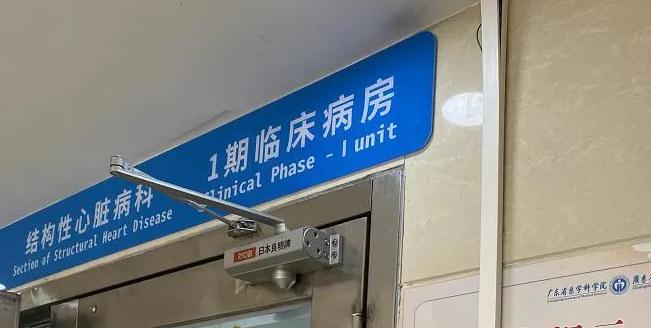 结构性心脏病科
Section of Structural Heart Disease
1期临床病房
Clinical Phase - I unit
RYOBI 日本良明牌
广东省医学科学院